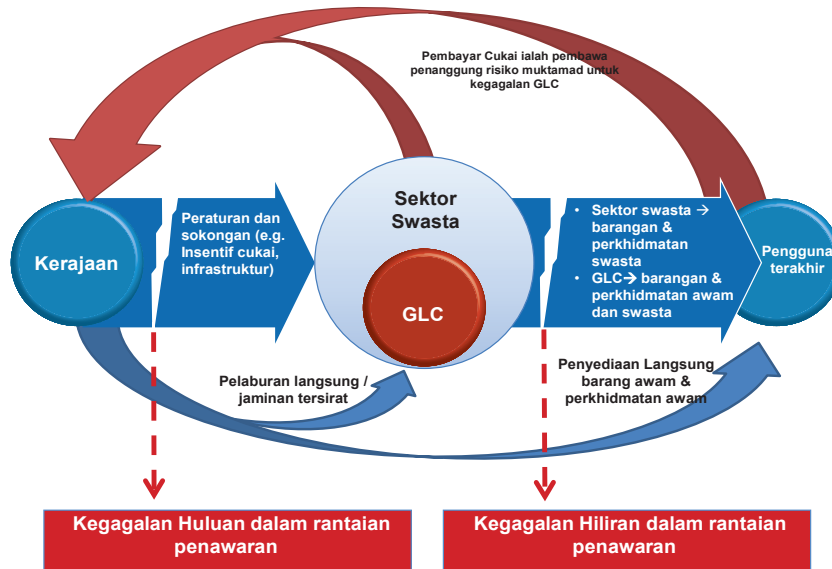 Pembayar Cukai ialah pembawa
penanggung risiko muktamad untuk
kegagalan GLC
Kerajaan
Peraturan dan
sokongan (e.g.
Insentif cukai,
infrastruktur)
Sektor
Swasta
GLC
• Sektor swasta →
barangan &
perkhidmatan
swasta
• GLC→ barangan &
perkhidmatan awam
dan swasta
Pengguna
terakhir
Pelaburan langsung /
jaminan tersirat
Penyediaan Langsung
barang awam &
perkhidmatan awam
Kegagalan Huluan dalam rantaian
penawaran
Kegagalan Hiliran dalam rantaian
penawaran